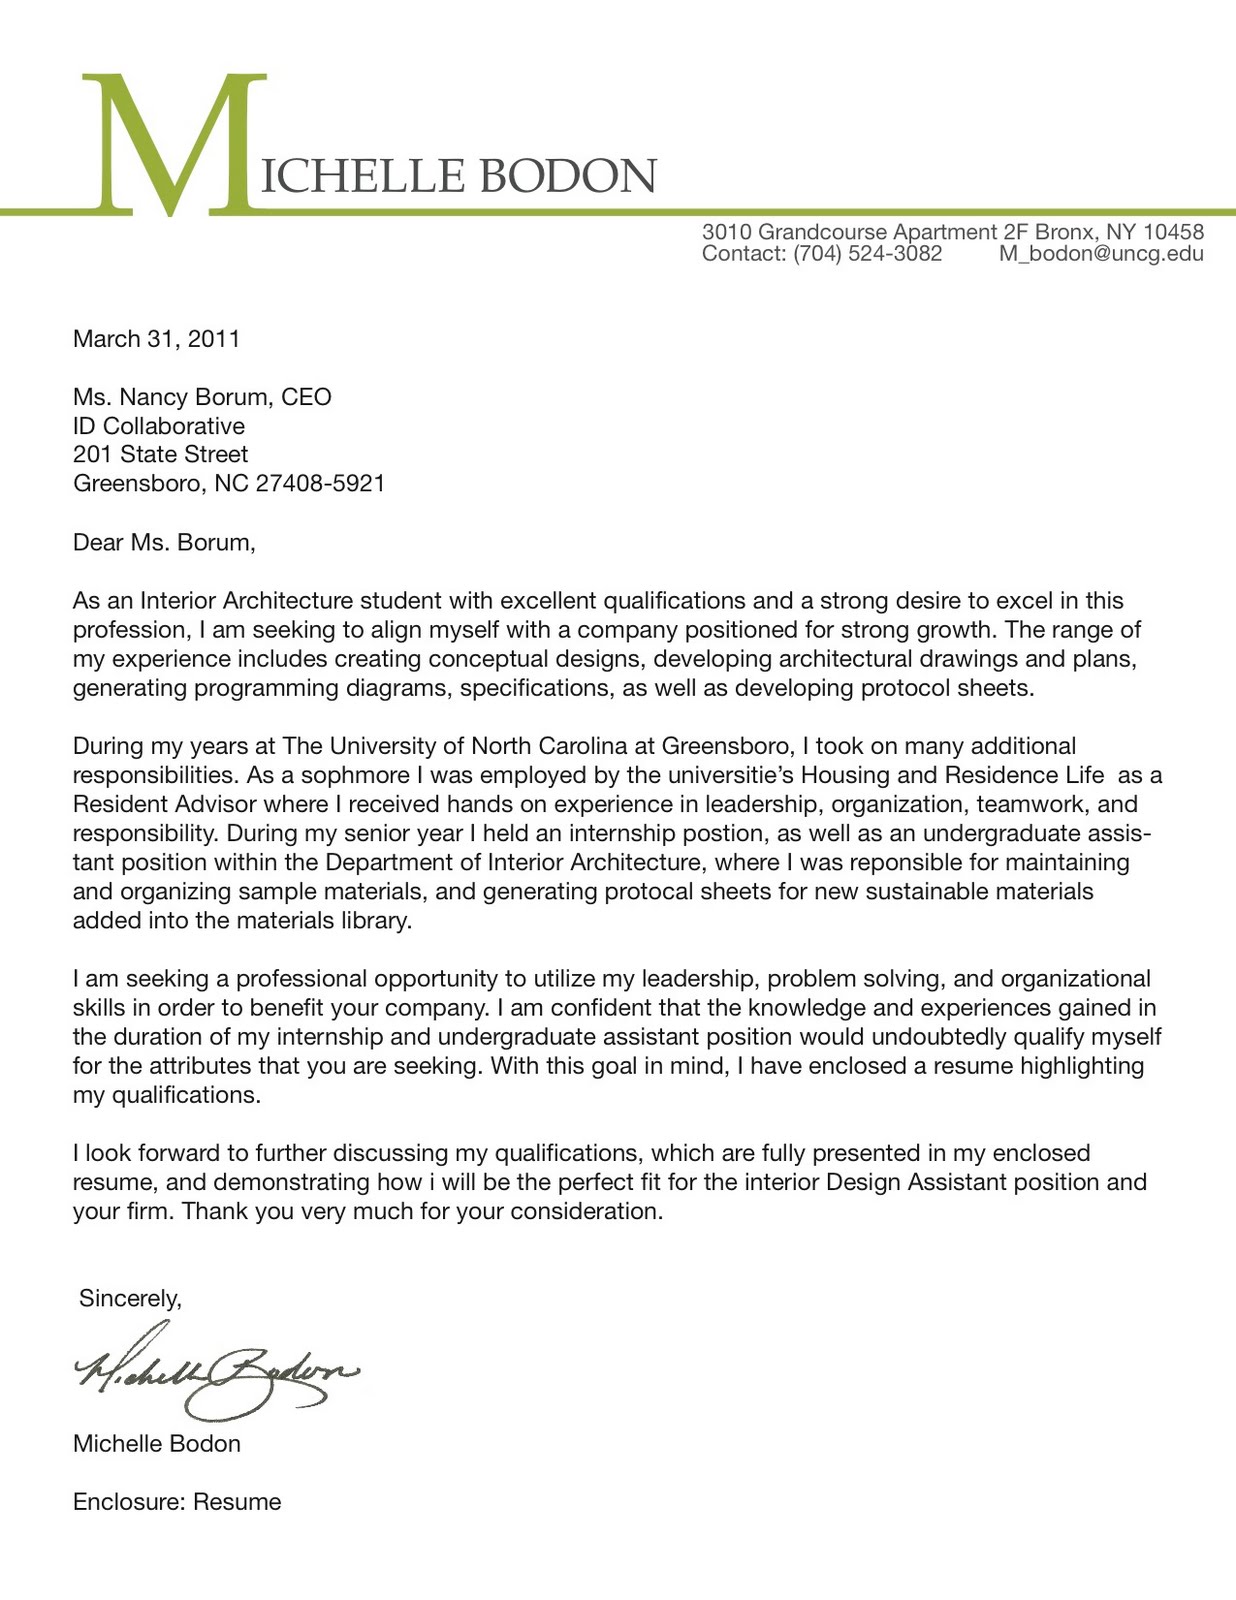 MICHELLE BODON
3010 Grandcourse Apartment 2F Bronx, NY 10458
Contact: (704) 524-3082 M_bodon@uncg.edu
March 31, 2011
Ms. Nancy Borum, CEO
ID Collaborative
201 State Street
Greensboro, NC 27408-5921
Dear Ms. Borum,
As an Interior Architecture student with excellent qualifications and a strong desire to excel in this
profession, I am seeking to align myself with a company positioned for strong growth. The range of
my experience includes creating conceptual designs, developing architectural drawings and plans,
generating programming diagrams, specifications, as well as developing protocol sheets.
During my years at The University of North Carolina at Greensboro, I took on many additional
responsibilities. As a sophmore I was employed by the universitie's Housing and Residence Life as a
Resident Advisor where I received hands on experience in leadership, organization, teamwork, and
responsibility. During my senior year I held an internship postion, as well as an undergraduate assis-
tant position within the Department of Interior Architecture, where I was reponsible for maintaining
and organizing sample materials, and generating protocal sheets for new sustainable materials
added into the materials library.
I am seeking a professional opportunity to utilize my leadership, problem solving, and organizational
skills in order to benefit your company. I am confident that the knowledge and experiences gained in
the duration of my internship and undergraduate assistant position would undoubtedly qualify myself
for the attributes that you are seeking. With this goal in mind, I have enclosed a resume highlighting
my qualifications.
I look forward to further discussing my qualifications, which are fully presented in my enclosed
resume, and demonstrating how i will be the perfect fit for the interior Design Assistant position and
your firm. Thank you very much for your consideration.
Sincerely,
Michelle Bodon
Michelle Bodon
Enclosure: Resume